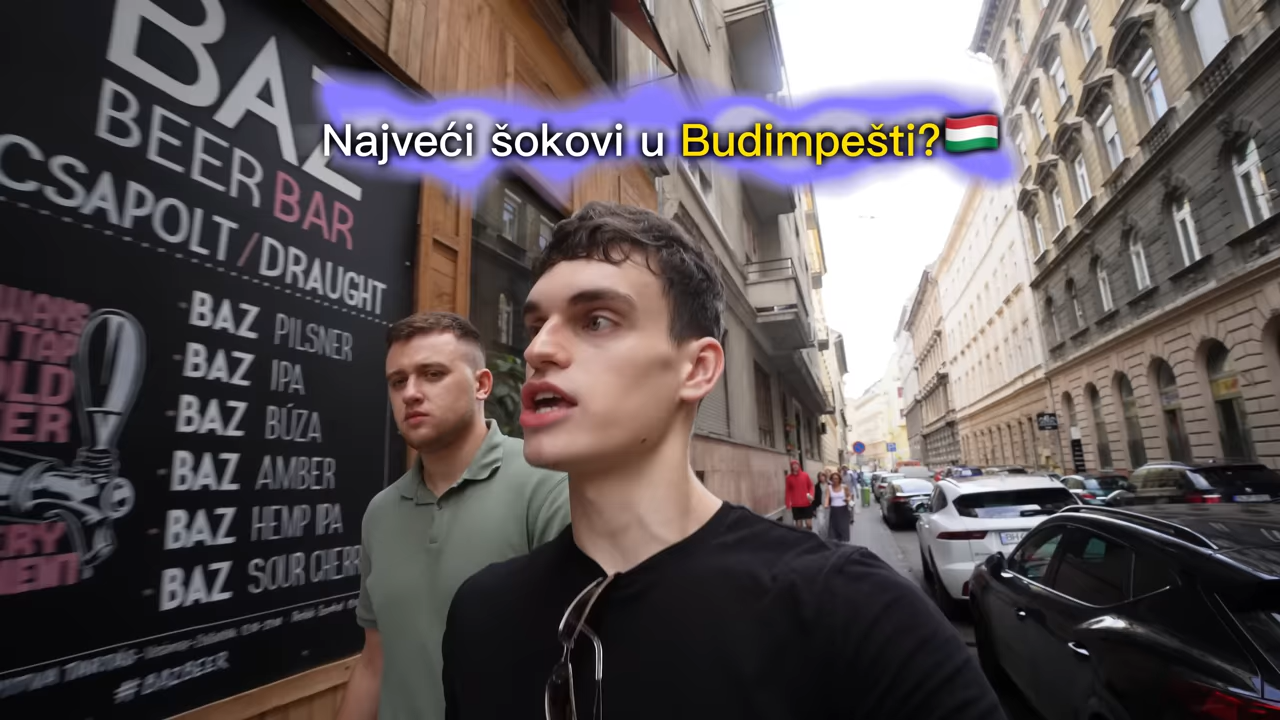 Najveći šokovi u Budimpešti?🇭🇺
BAZ
BEER BAR
CSAPOLT/DRAUGHT
BAZ PILSNER
BAZ IPA
BAZ BÚZA
BAZ AMBER
BAZ HEMP IPA
BAZ SOUR CHERR
#BAZBEER